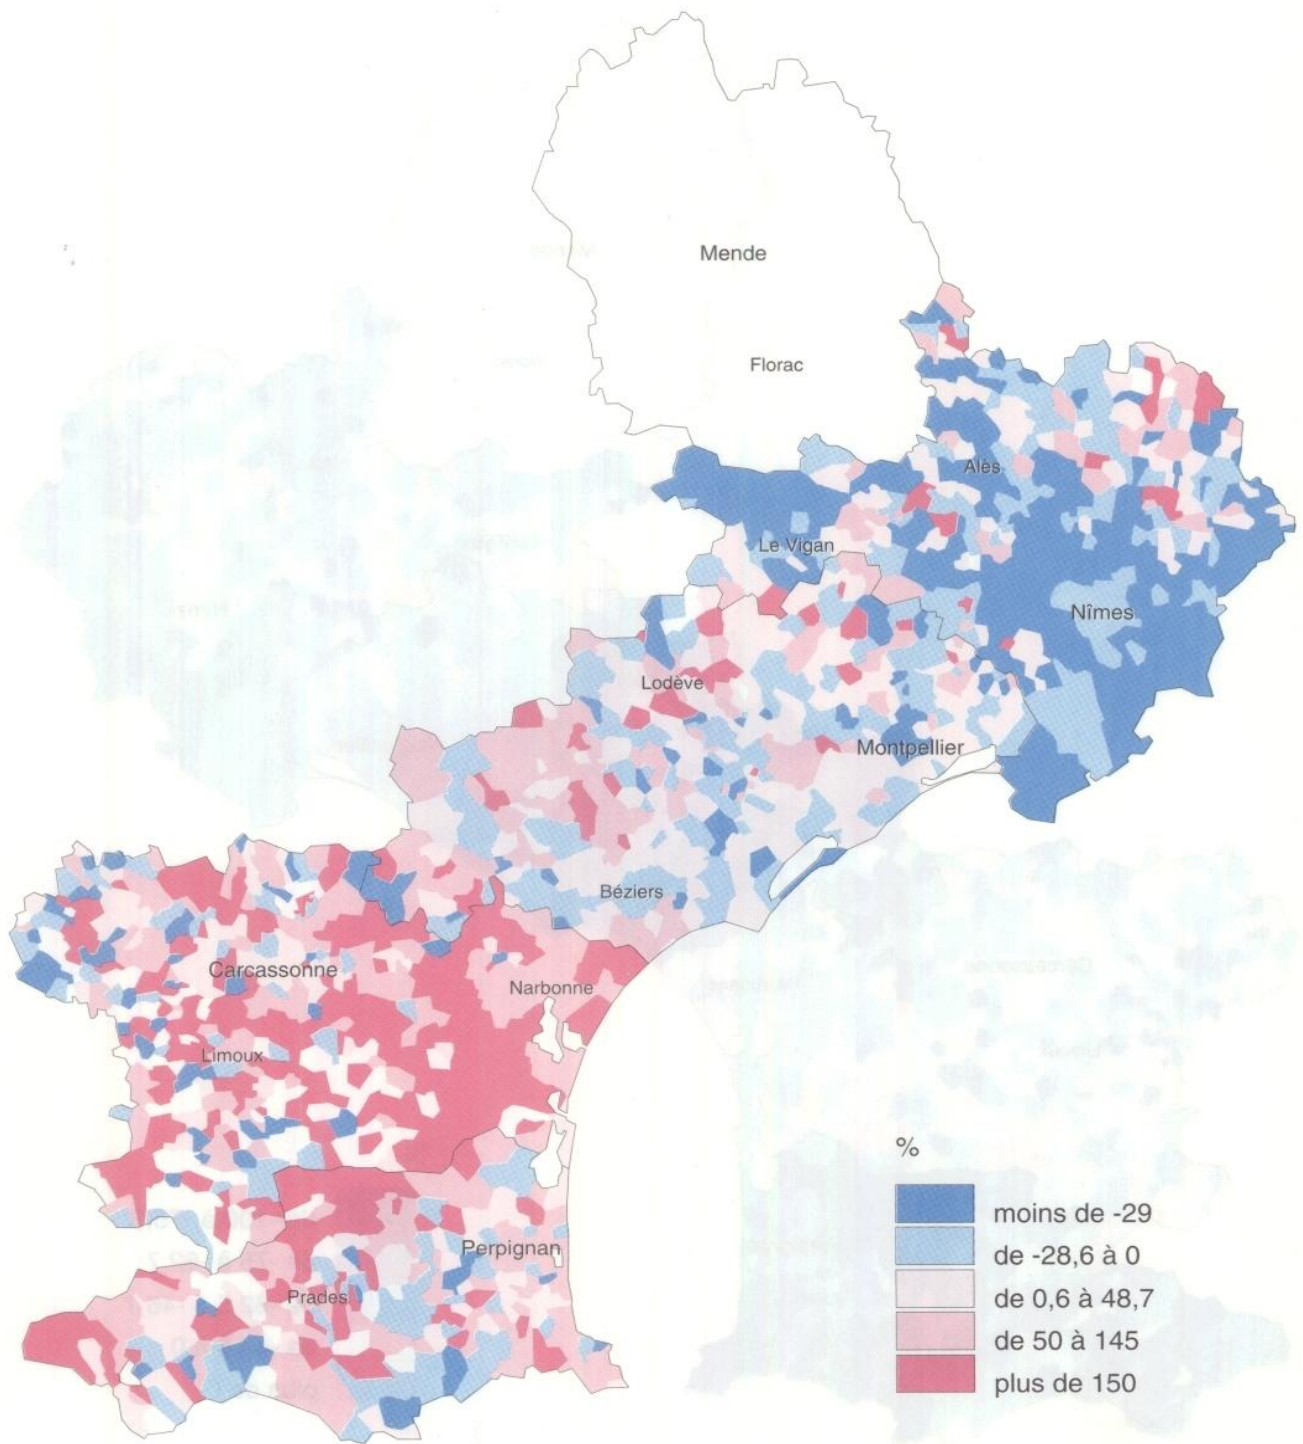 Mende
Florac
Alès
Le Vigan
Nîmes
Lodève
Montpellier
Béziers
Carcassonne
Narbonne
Limoux
Perpignan
Prades
%
moins de -29
de -28,6 à 0
de 0,6 à 48,7
de 50 à 145
plus de 150